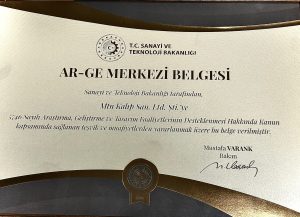 T.C. SANAYİ VE
TEKNOLOJİ BAKANLIĞI
AR-GE MERKEZİ BELGESİ
Sanayi ve Teknoloji Bakanlığı tarafından,
Mtn Kalıp San. Ltd. Şti.'ye
5746 Sayılı Araştırma, Geliştirme ve Tasarım Faaliyetlerinin Desteklenmesi Hakkında Kanun
kapsamında sağlanan teşvik ve muafiyetlerden yararlanmak üzere bu belge verilmiştir.
Mustafa VARANK
Bakan